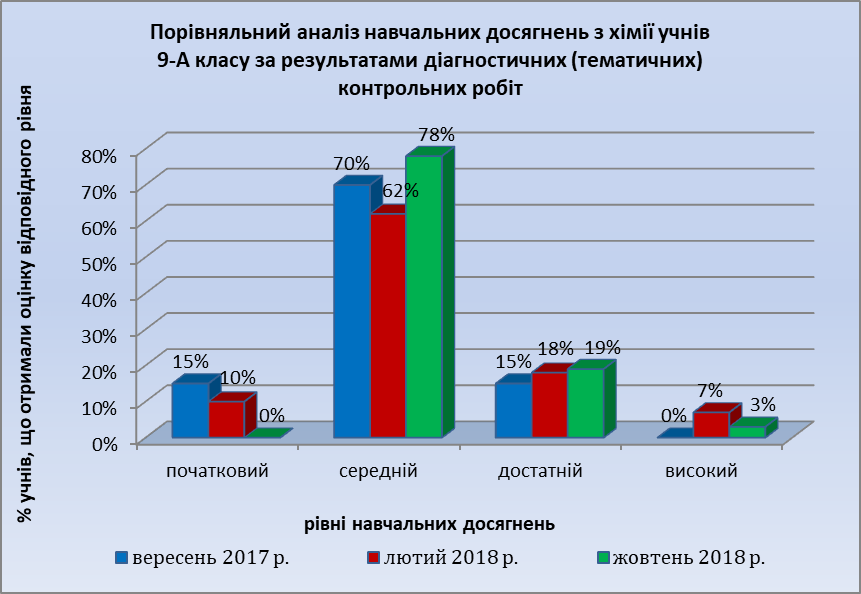 Порівняльний аналіз навчальних досягнень з хімії учнів
9-А класу за результатами діагностичних (тематичних)
контрольних робіт
% учнів, що отримали оцінку відповідного рівня
80%
70%
60%
50%
40%
30%
20%
10%
0%
15%
10%
0%
70%
62%
78%
15%
18%
19%
0%
7%
3%
початковий
середній
достатній
високий
рівні навчальних досягнень
вересень 2017 р.
лютий 2018 р.
жовтень 2018 р.